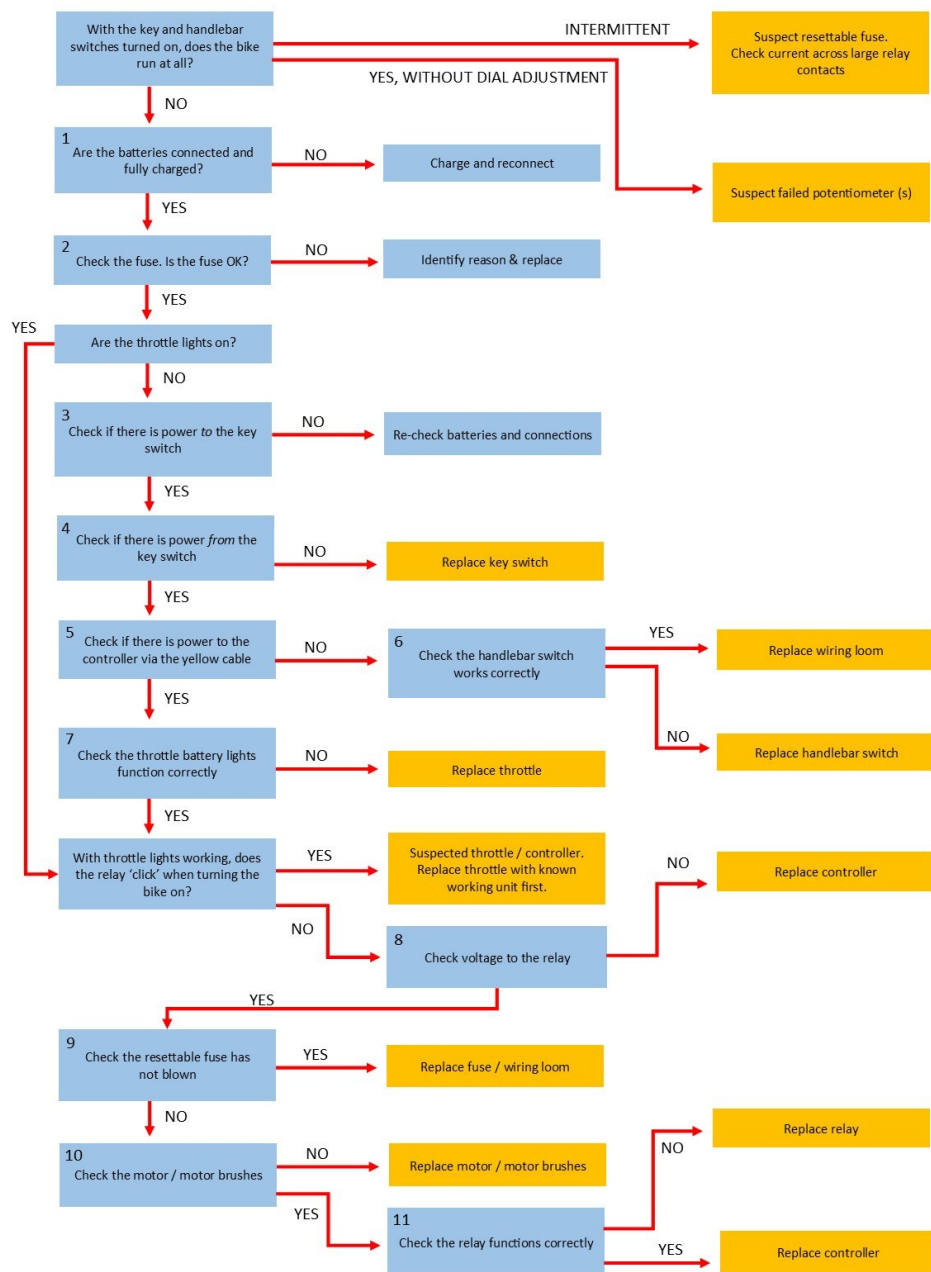 With the key and handlebar
switches turned on, does the bike
run at all?
INTERMITTENT
Suspect resettable fuse.
Check current across large relay
contacts
YES, WITHOUT DIAL ADJUSTMENT
NO
1
Are the batteries connected and
fully charged?
NO
Charge and reconnect
Suspect failed potentiometer (s)
YES
2
Check the fuse. Is the fuse OK?
NO
Identify reason & replace
YES
YES
Are the throttle lights on?
NO
3
Check if there is power to the key
switch
NO
Re-check batteries and connections
YES
4
Check if there is power from the
key switch
NO
Replace key switch
YES
5
Check if there is power to the
controller via the yellow cable
NO
6
Check the handlebar switch
works correctly
YES
Replace wiring loom
YES
NO
Replace handlebar switch
7
Check the throttle battery lights
function correctly
NO
Replace throttle
YES
With throttle lights working, does
the relay ‘click’ when turning the
bike on?
YES
Suspected throttle / controller.
Replace throttle with known
working unit first.
NO
Replace controller
NO
8
Check voltage to the relay
YES
9
Check the resettable fuse has
not blown
YES
Replace fuse / wiring loom
NO
10
Check the motor / motor brushes
NO
Replace motor / motor brushes
Replace relay
NO
YES
11
Check the relay functions correctly
YES
Replace controller